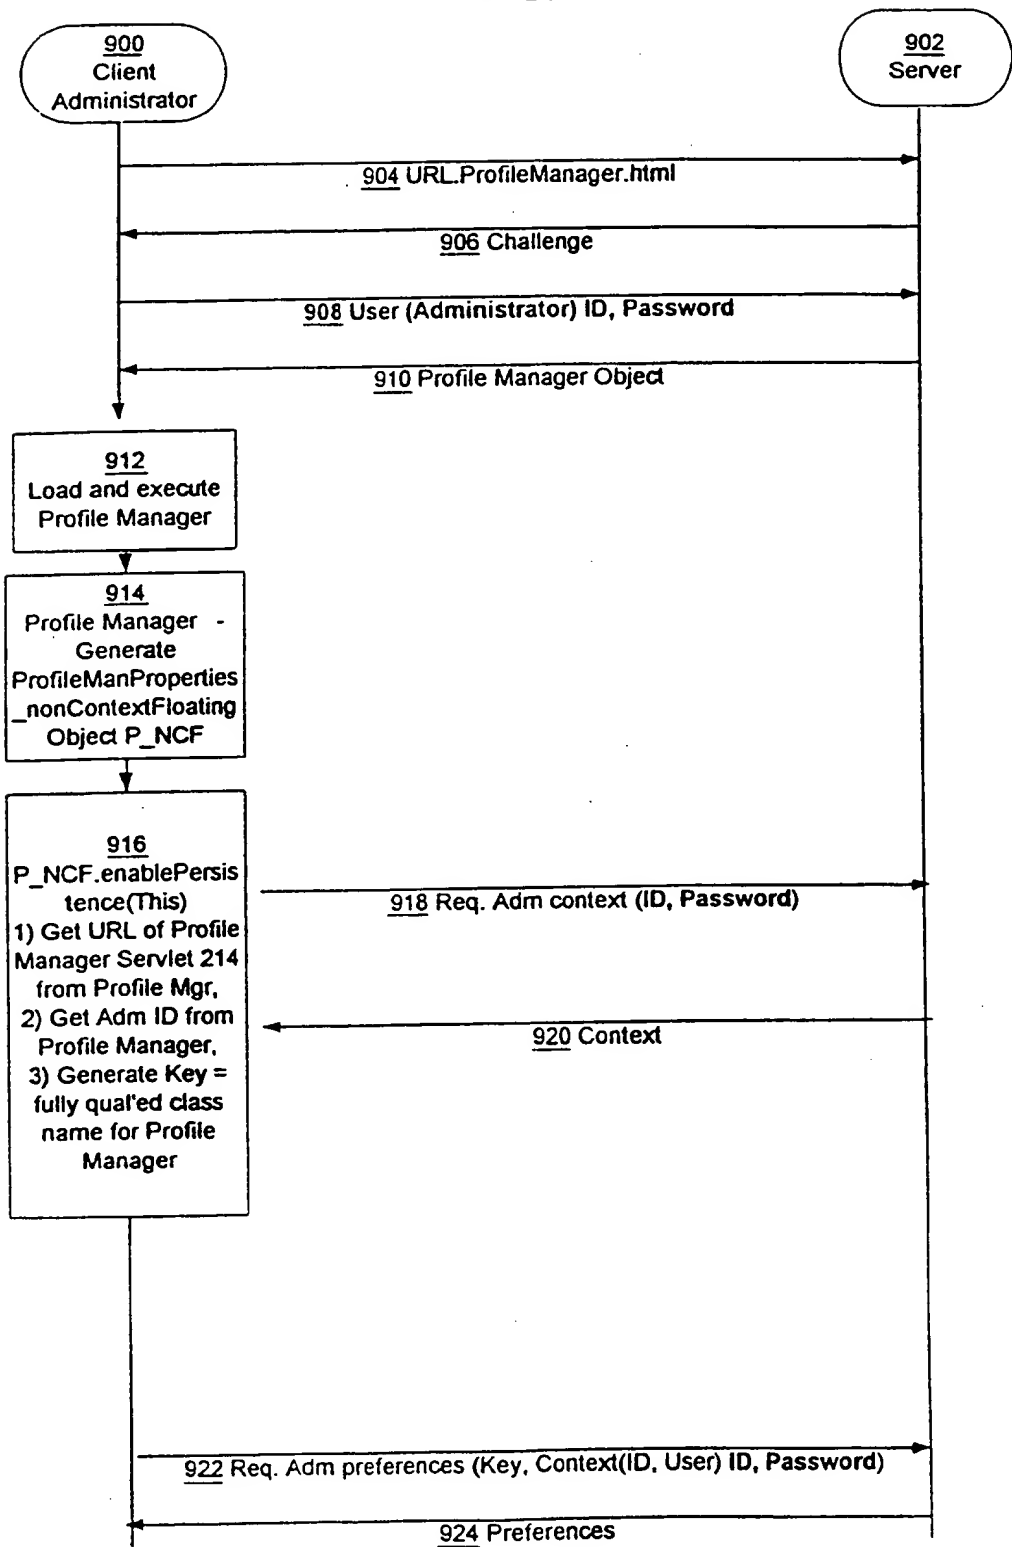 900
Client
Administrator
902
Server
904 URL.ProfileManager.html
906 Challenge
908 User (Administrator) ID, Password
910 Profile Manager Object
912
Load and execute
Profile Manager
914
Profile Manager -
Generate
ProfileManProperties
_nonContextFloating
Object P_NCF
916
P_NCF.enablePersis
tence(This)
1) Get URL of Profile
Manager Servlet 214
from Profile Mgr,
2) Get Adm ID from
Profile Manager,
3) Generate Key =
fully qual'ed class
name for Profile
Manager
918 Req. Adm context (ID, Password)
920 Context
922 Req. Adm preferences (Key, Context(ID, User) ID, Password)
924 Preferences